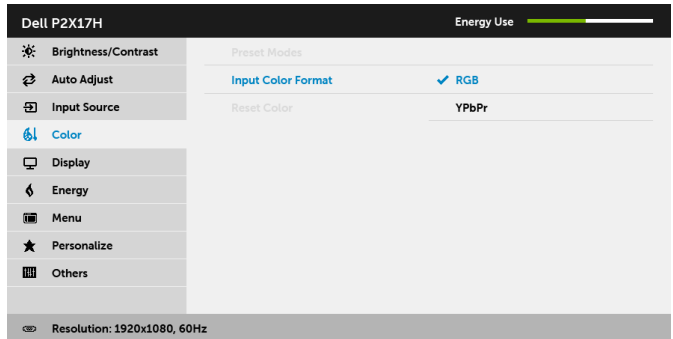 Dell P2X17H Energy Use
Brightness/Contrast Preset Modes
Auto Adjust Input Color Format RGB
Input Source Reset Color YPbPr
Color
Display
Energy
Menu
Personalize
Others
Resolution: 1920x1080, 60Hz